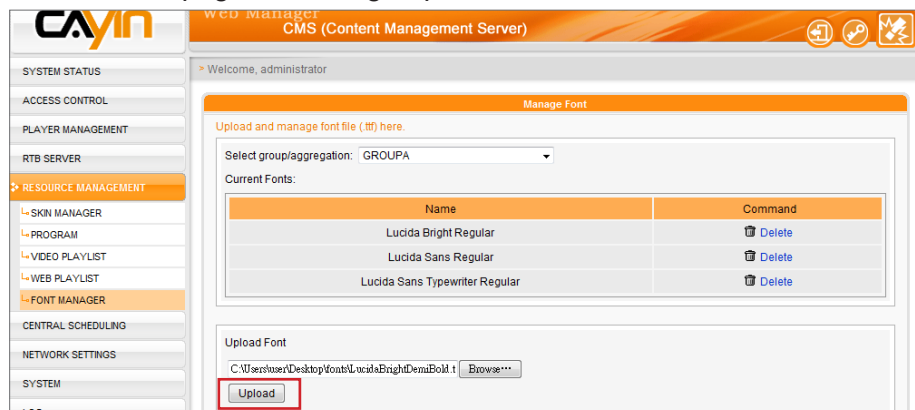 CAYIN
Web Manager
CMS (Content Management Server)
SYSTEM STATUS
> Welcome, administrator
ACCESS CONTROL
PLAYER MANAGEMENT
RTB SERVER
RESOURCE MANAGEMENT
SKIN MANAGER
PROGRAM
VIDEO PLAYLIST
WEB PLAYLIST
FONT MANAGER
CENTRAL SCHEDULING
NETWORK SETTINGS
SYSTEM
Manage Font
Upload and manage font file (.ttf) here.
Select group/aggregation: GROUPA
Current Fonts:
Name Command
Lucida Bright Regular Delete
Lucida Sans Regular Delete
Lucida Sans Typewriter Regular Delete
Upload Font
C:\Users\user\Desktop\fonts\LucidaBrightDemiBold.t Browse...
Upload